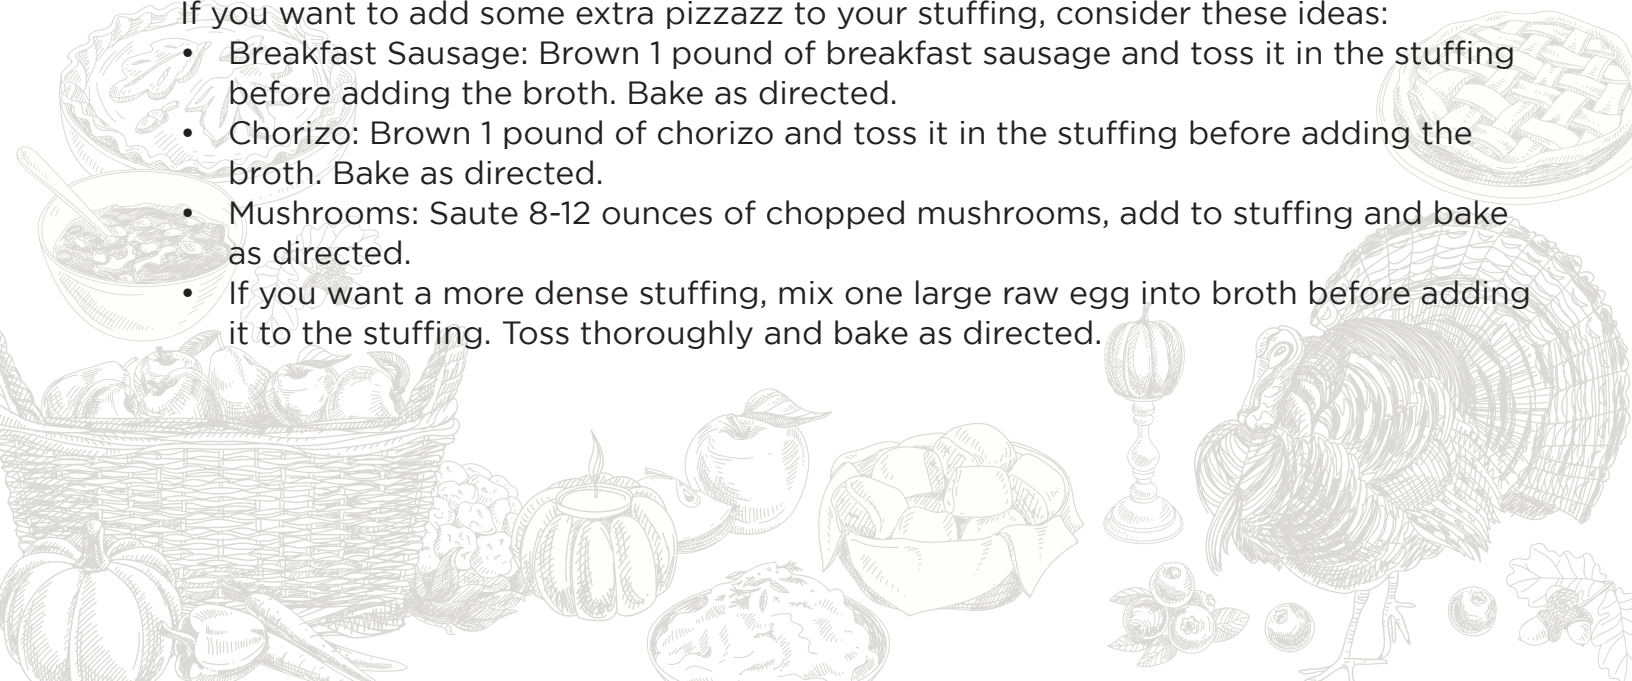 If you want to add some extra pizzazz to your stuffing, consider these ideas:
• Breakfast Sausage: Brown 1 pound of breakfast sausage and toss it in the stuffing
before adding the broth. Bake as directed.
• Chorizo: Brown 1 pound of chorizo and toss it in the stuffing before adding the
broth. Bake as directed.
• Mushrooms: Saute 8-12 ounces of chopped mushrooms, add to stuffing and bake
as directed.
• If you want a more dense stuffing, mix one large raw egg into broth before adding
it to the stuffing. Toss thoroughly and bake as directed.